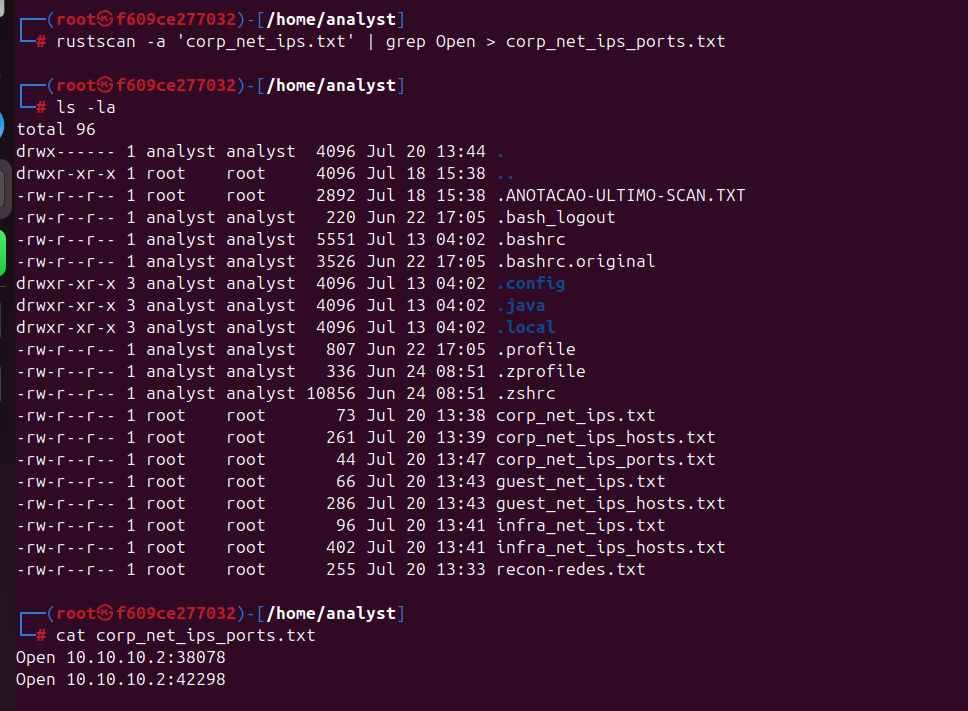 ┌──(root㉿f609ce277032)-[/home/analyst]
└─# rustscan -a 'corp_net_ips.txt' | grep Open > corp_net_ips_ports.txt
┌──(root㉿f609ce277032)-[/home/analyst]
└─# ls -la
total 96
drwx------ 1 analyst analyst  4096 Jul 20 13:44 .
drwxr-xr-x 1 root    root     4096 Jul 18 15:38 ..
-rw-r--r-- 1 root    root     2892 Jul 18 15:38 .ANOTACAO-ULTIMO-SCAN.TXT
-rw-r--r-- 1 analyst analyst   220 Jun 22 17:05 .bash_logout
-rw-r--r-- 1 analyst analyst  5551 Jul 13 04:02 .bashrc
-rw-r--r-- 1 analyst analyst  3526 Jun 22 17:05 .bashrc.original
drwxr-xr-x 3 analyst analyst  4096 Jul 13 04:02 .config
drwxr-xr-x 3 analyst analyst  4096 Jul 13 04:02 .java
drwxr-xr-x 3 analyst analyst  4096 Jul 13 04:02 .local
-rw-r--r-- 1 analyst analyst   807 Jun 22 17:05 .profile
-rw-r--r-- 1 analyst analyst   336 Jun 24 08:51 .zprofile
-rw-r--r-- 1 analyst analyst 10856 Jun 24 08:51 .zshrc
-rw-r--r-- 1 root    root       73 Jul 20 13:38 corp_net_ips.txt
-rw-r--r-- 1 root    root      261 Jul 20 13:39 corp_net_ips_hosts.txt
-rw-r--r-- 1 root    root       44 Jul 20 13:47 corp_net_ips_ports.txt
-rw-r--r-- 1 root    root       66 Jul 20 13:43 guest_net_ips.txt
-rw-r--r-- 1 root    root      286 Jul 20 13:43 guest_net_ips_hosts.txt
-rw-r--r-- 1 root    root       96 Jul 20 13:41 infra_net_ips.txt
-rw-r--r-- 1 root    root      402 Jul 20 13:41 infra_net_ips_hosts.txt
-rw-r--r-- 1 root    root      255 Jul 20 13:33 recon-redes.txt
┌──(root㉿f609ce277032)-[/home/analyst]
└─# cat corp_net_ips_ports.txt
Open 10.10.10.2:38078
Open 10.10.10.2:42298